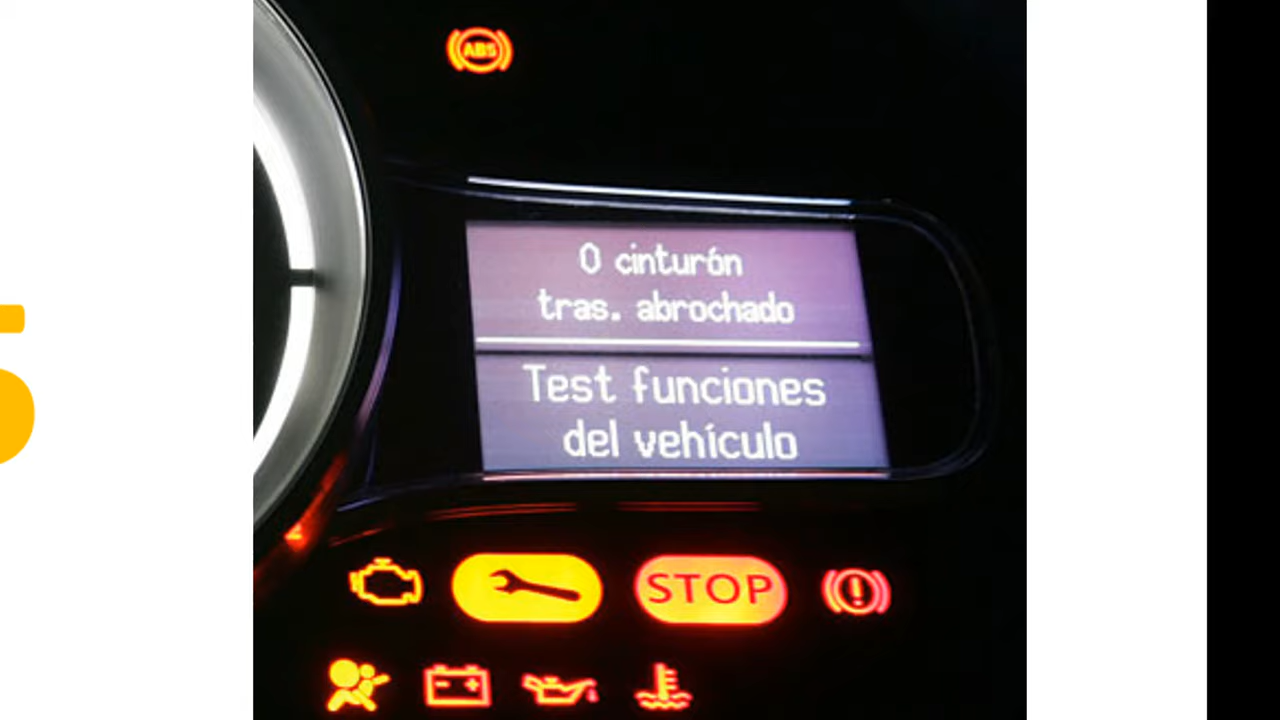 ABS
0 cinturón
tras. abrochado
Test funciones
del vehículo
STOP